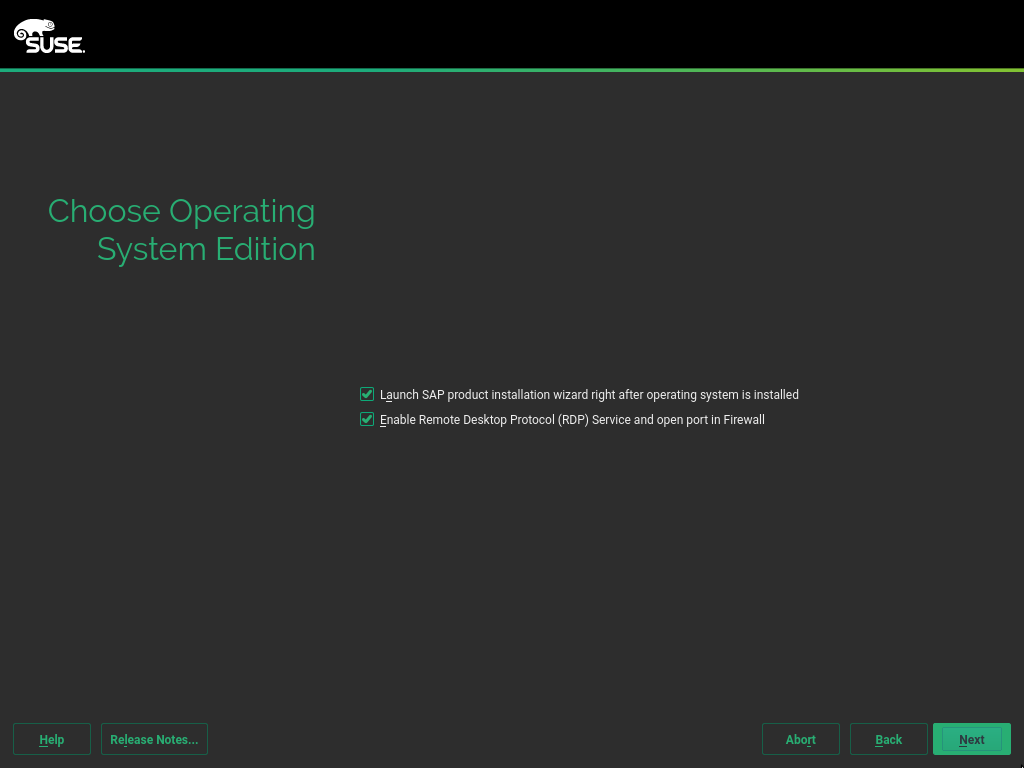 SUSE.
Choose Operating
System Edition
Launch SAP product installation wizard right after operating system is installed
Enable Remote Desktop Protocol (RDP) Service and open port in Firewall
Help
Release Notes...
Abort
Back
Next